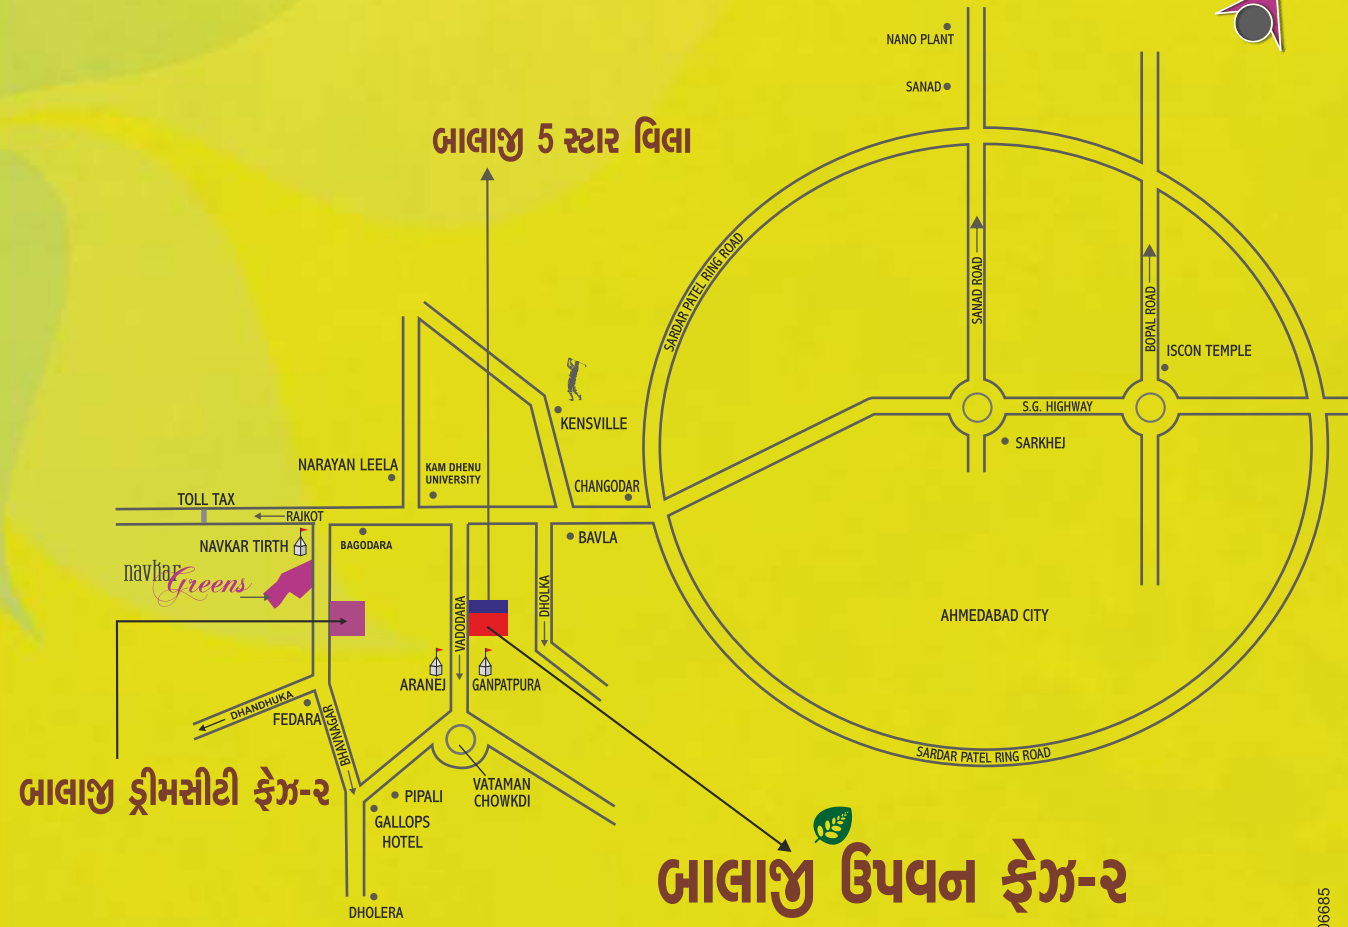 NANO PLANT
SANAD
બાલાજી 5 સ્ટાર વિલા
SARDAR PATEL RING ROAD
SANAD ROAD
BOPAL ROAD
ISCON TEMPLE
S.G. HIGHWAY
SARKHEJ
KENSVILLE
NARAYAN LEELA
KAM DHENU
UNIVERSITY
CHANGODAR
TOLL TAX
RAJKOT
NAVKAR TIRTH
BAGODARA
BAVLA
navkar
Greens
VADODARA
DHOLKA
AHMEDABAD CITY
ARANEJ
GANPATPURA
DHANDHUKA
FEDARA
BHAVNAGAR
SARDAR PATEL RING ROAD
બાલાજી ડ્રીમસીટી ફેઝ-૨
VATAMAN
CHOWKDI
PIPALI
GALLOPS
HOTEL
બાલાજી ઉપવન ફેઝ-૨
DHOLERA